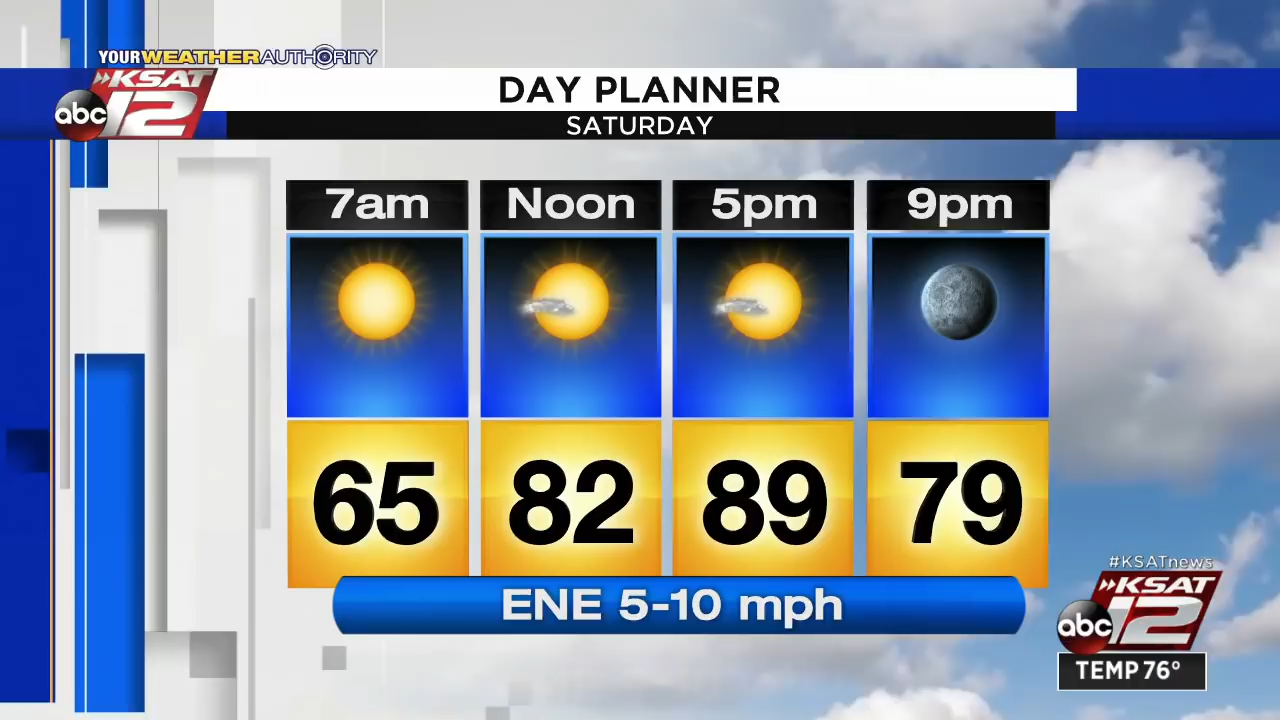 YOURWEATHERAUTHORITY
KSAT
abc 12
DAY PLANNER
SATURDAY
7am Noon 5pm 9pm
65 82 89 79
ENE 5-10 mph
#KSATnews
KSAT
abc 12
TEMP 76°